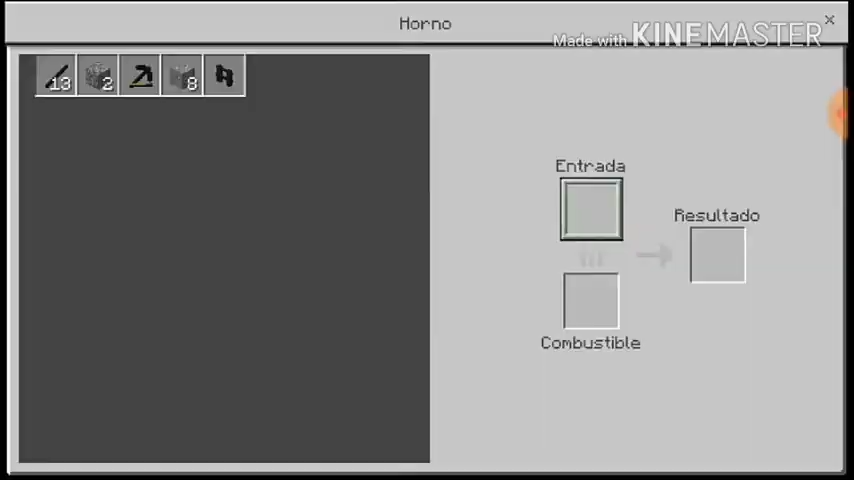 Horno
Made with KINEMASTER
13 2 8
Entrada
Resultado
Combustible